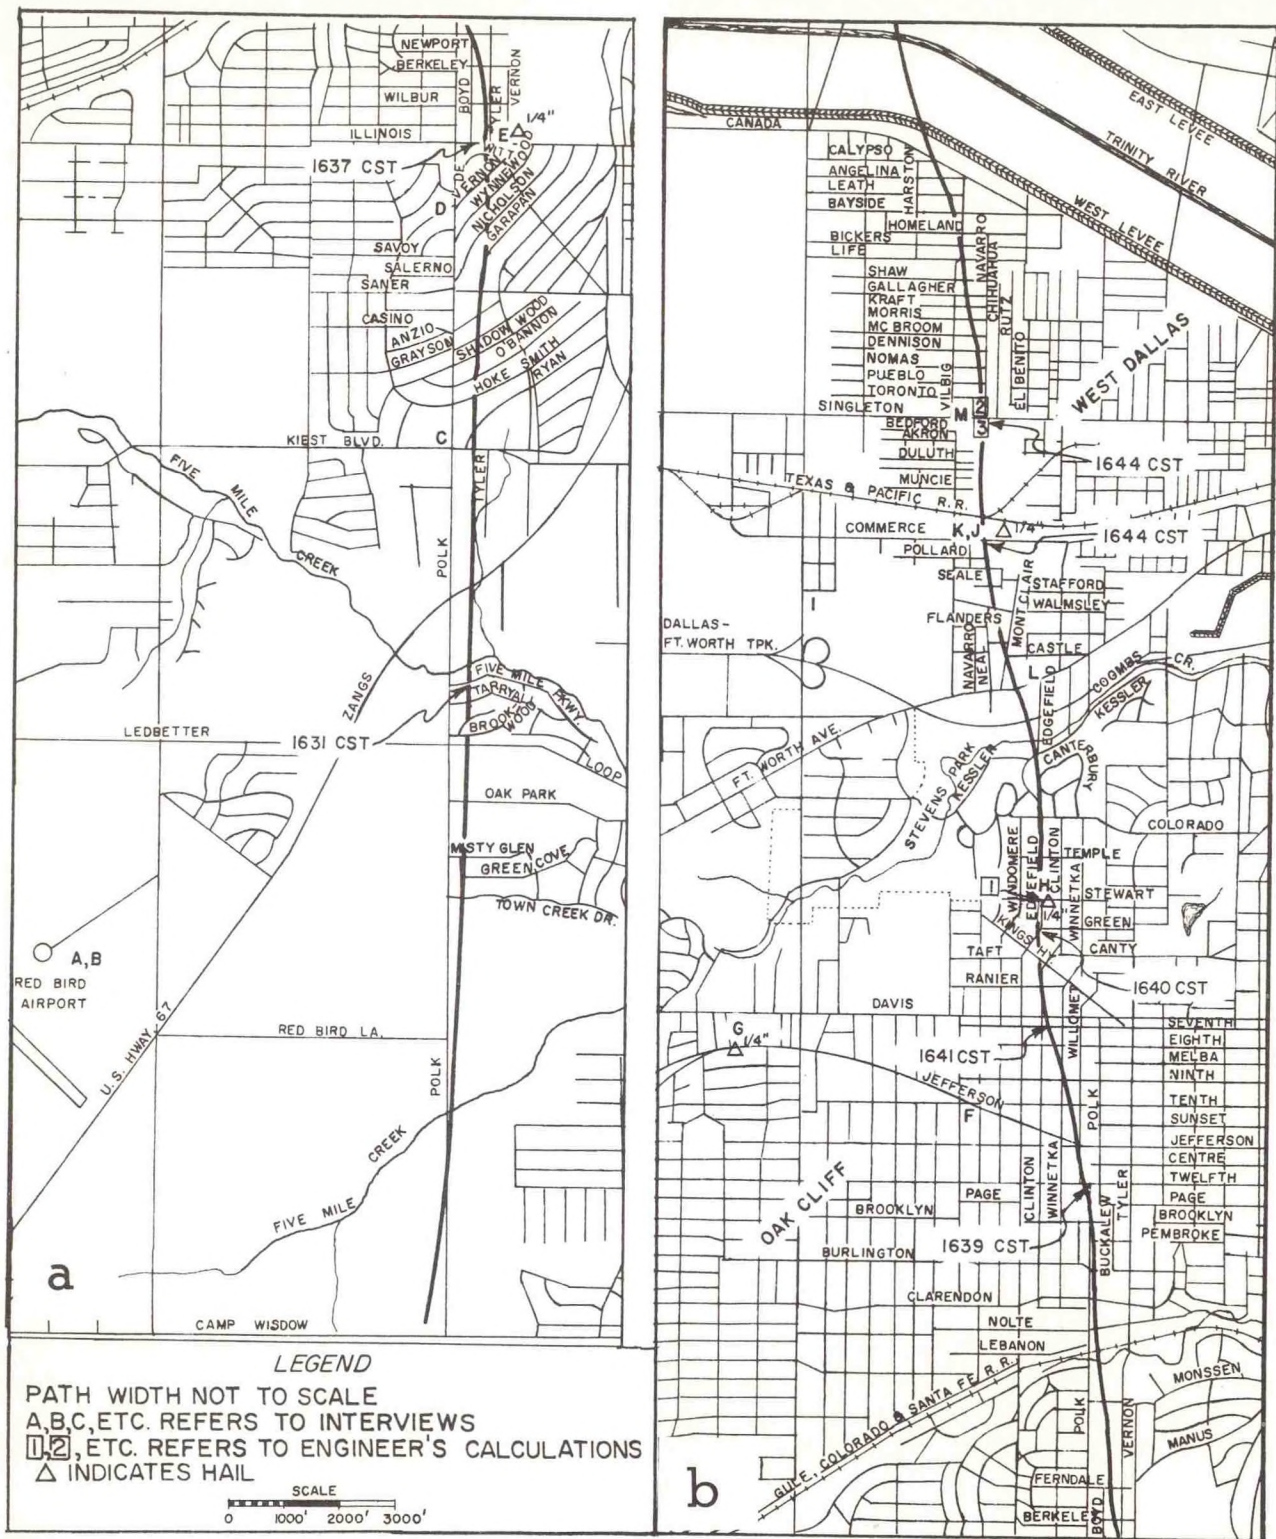 NEWPORT
BERKELEY
BOYD
TYLER
VERNON
WILBUR
1/4"
E
ILLINOIS
1637 CST
DE
WITT
VERNON
WYNNEWOOD
NICHOLSON
GARAPAN
D
SAVOY
SALERNO
SANER
CASINO
ANZIO
GRAYSON
SHADOW WOOD
O'BANNON
HOKE SMITH
RYAN
KIEST BLVD.
C
TYLER
FIVE MILE CREEK
POLK
ZANGS
FIVE MILE PKWY.
TARRYALL
BROOK-
WOOD
LEDBETTER
1631 CST
LOOP
OAK PARK
MISTY GLEN
GREEN COVE
TOWN CREEK DR.
A,B
RED BIRD
AIRPORT
U.S. HWAY. 67
RED BIRD LA.
POLK
FIVE MILE CREEK
a
CAMP WISDOW
LEGEND
PATH WIDTH NOT TO SCALE
A,B,C,ETC. REFERS TO INTERVIEWS
1,2, ETC. REFERS TO ENGINEER'S CALCULATIONS
△ INDICATES HAIL
SCALE
0 1000' 2000' 3000'
EAST LEVEE
TRINITY RIVER
WEST LEVEE
CANADA
CALYPSO
ANGELINA
LEATH
BAYSIDE
HARSTON
HOMELAND
BICKERS
LIFE
NAVARRO
CHIHUAHUA
RUTZ
EL BENITO
SHAW
GALLAGHER
KRAFT
MORRIS
MC BROOM
DENNISON
NOMAS
PUEBLO
TORONTO
VILBIG
WEST DALLAS
SINGLETON
M
2
3
BEDFORD
AKRON
DULUTH
MUNCIE
1644 CST
TEXAS & PACIFIC R.R.
COMMERCE
K,J
1/4"
1644 CST
POLLARD
SEALE
MONTCLAIR
STAFFORD
WALMSLEY
I
FLANDERS
DALLAS-
FT. WORTH TPK.
NAVARRO
NEAL
CASTLE
L
EDGEFIELD
COOMBS CR.
KESSLER
FT. WORTH AVE.
STEVENS PARK
KESSLER
CANTERBURY
COLORADO
WINDOMERE
EDGEFIELD
CLINTON
WINNETKA
TEMPLE
1
H
STEWART
1/4"
GREEN
KINGS HY.
TAFT
CANTY
RANIER
1640 CST
DAVIS
WILLOMET
G
1/4"
1641 CST
SEVENTH
EIGHTH
MELBA
NINTH
TENTH
SUNSET
JEFFERSON
CENTRE
TWELFTH
PAGE
BROOKLYN
PEMBROKE
JEFFERSON
F
POLK
OAK CLIFF
CLINTON
WINNETKA
PAGE
BROOKLYN
TYLER
BUCKALEW
1639 CST
BURLINGTON
CLARENDON
NOLTE
LEBANON
GULF, COLORADO & SANTA FE R.R.
MONSSEN
POLK
VERNON
MANUS
b
FERNDALE
BERKELEY
BOYD